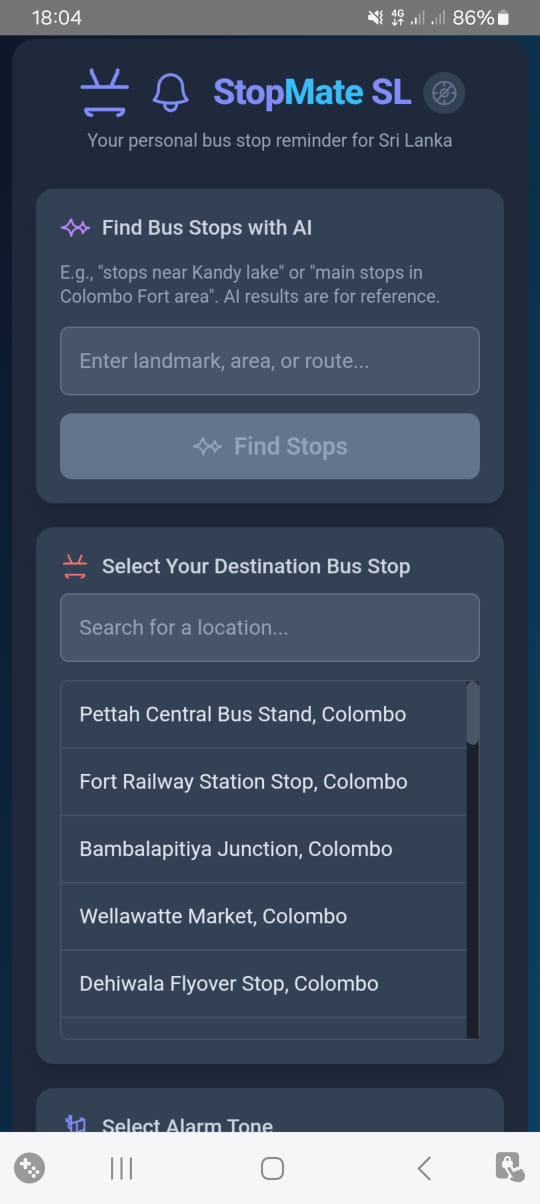 18:04
4G
86%
StopMate SL
Your personal bus stop reminder for Sri Lanka
Find Bus Stops with AI
E.g., "stops near Kandy lake" or "main stops in
Colombo Fort area". AI results are for reference.
Enter landmark, area, or route...
Find Stops
Select Your Destination Bus Stop
Search for a location...
Pettah Central Bus Stand, Colombo
Fort Railway Station Stop, Colombo
Bambalapitiya Junction, Colombo
Wellawatte Market, Colombo
Dehiwala Flyover Stop, Colombo
Select Alarm Tone